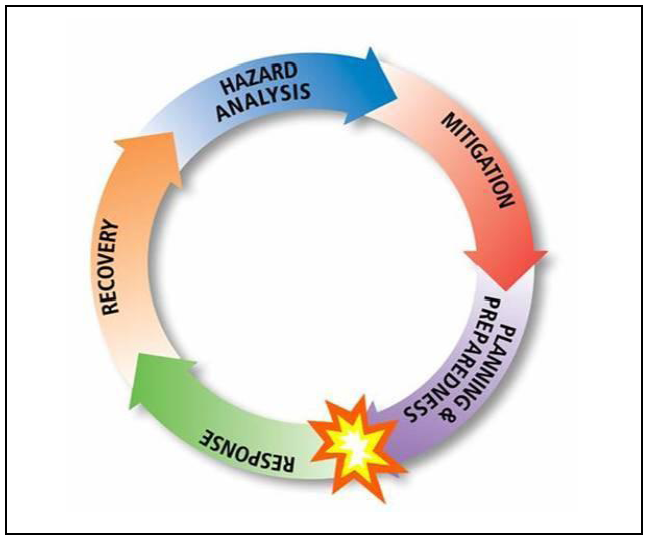 HAZARD
ANALYSIS
MITIGATION
PLANNING &
PREPAREDNESS
RESPONSE
RECOVERY